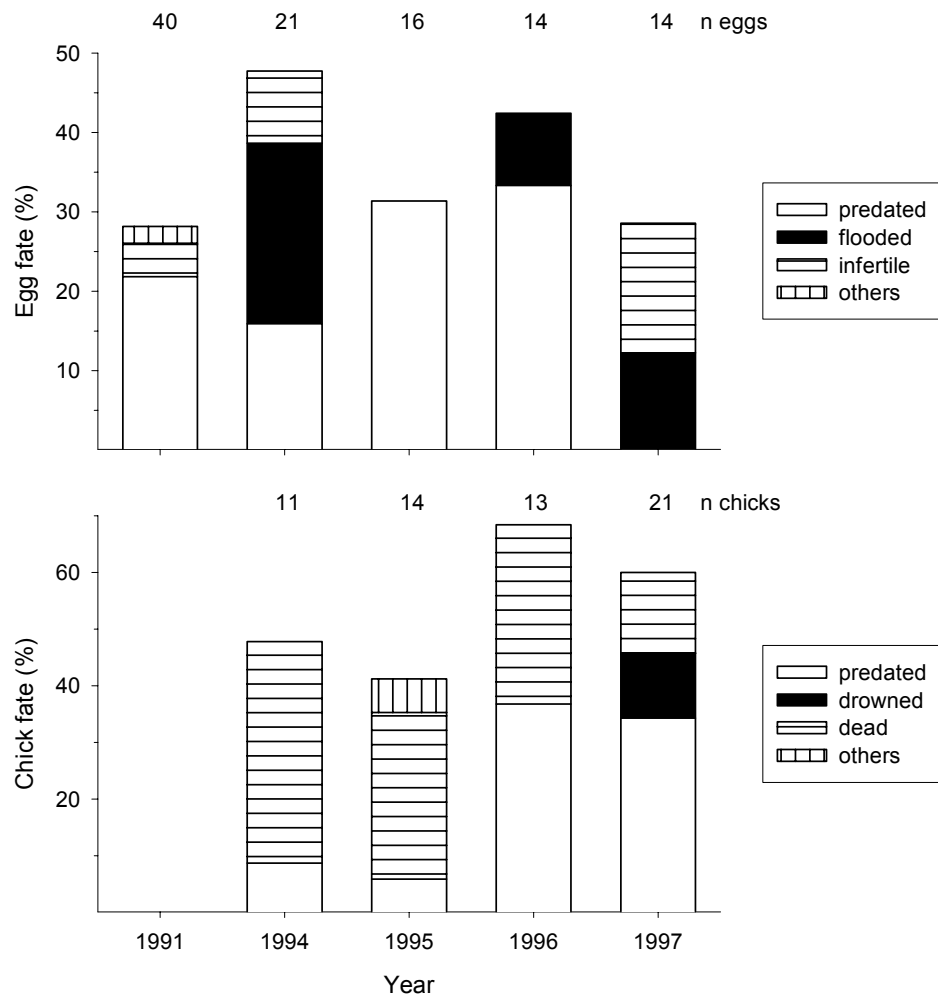 40 21 16 14 14 n eggs
50
40
30
20
10
Egg fate (%)
predated
flooded
infertile
others
11 14 13 21 n chicks
60
40
20
Chick fate (%)
predated
drowned
dead
others
1991 1994 1995 1996 1997
Year